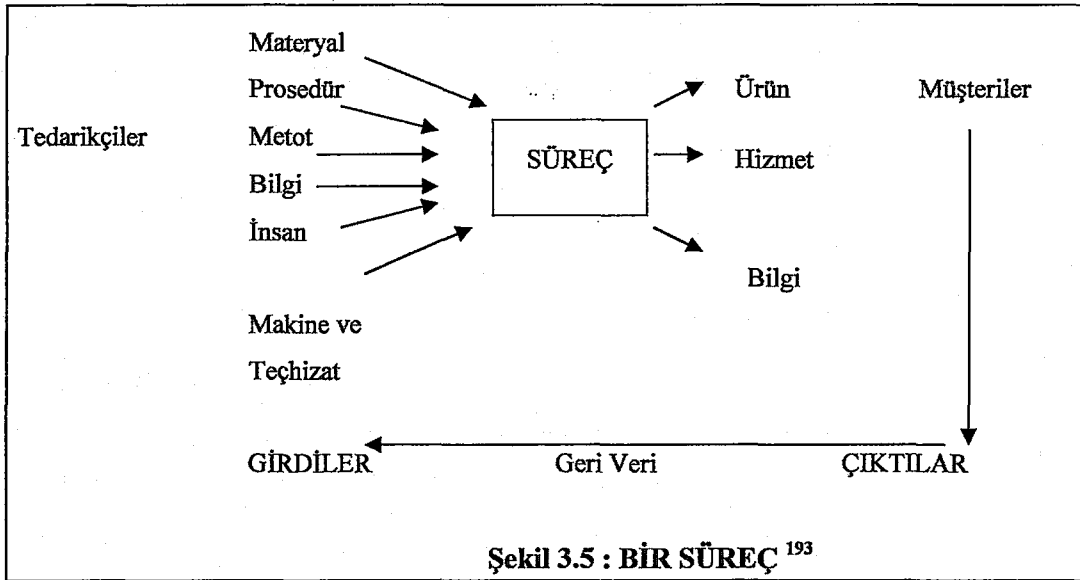 Materyal
Prosedür Ürün Müşteriler
Tedarikçiler Metot SÜREÇ Hizmet
Bilgi
İnsan
Bilgi
Makine ve
Teçhizat
GİRDİLER Geri Veri ÇIKTILAR
Şekil 3.5 : BİR SÜREÇ 193